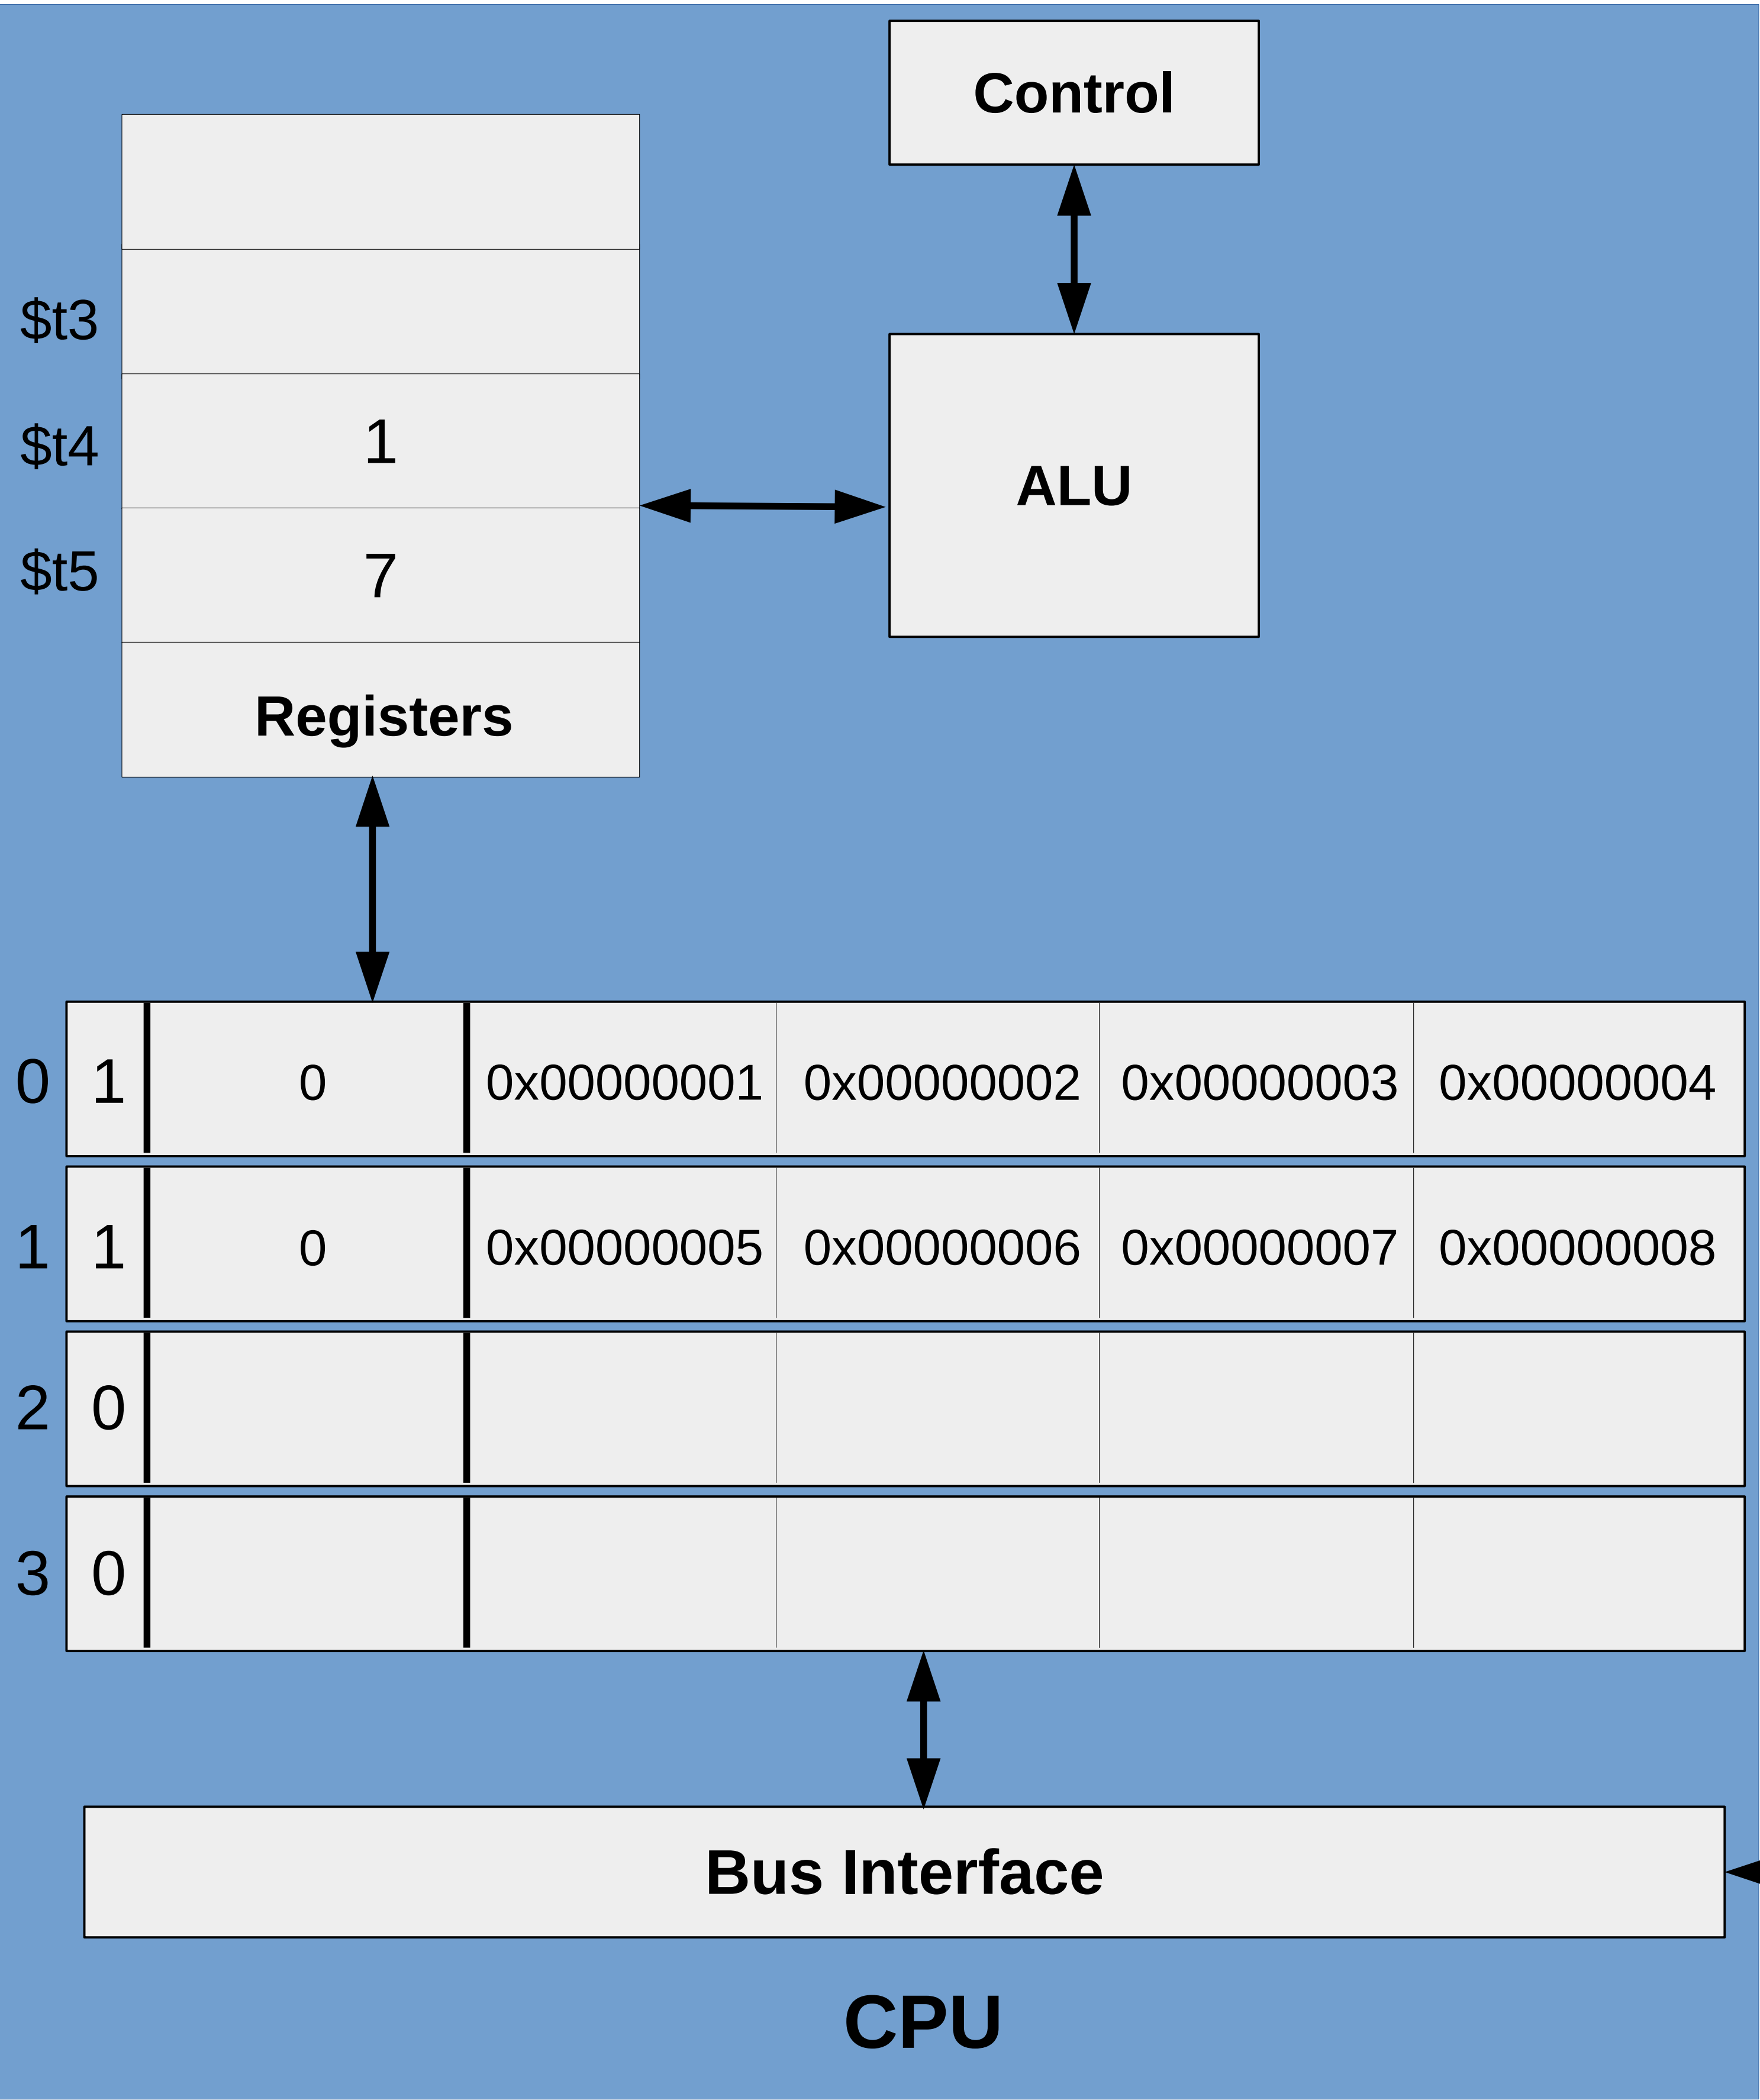 Control
$t3
$t4 1
ALU
$t5 7
Registers
0 1 0 0x00000001 0x00000002 0x00000003 0x00000004
1 1 0 0x00000005 0x00000006 0x00000007 0x00000008
2 0
3 0
Bus Interface
CPU